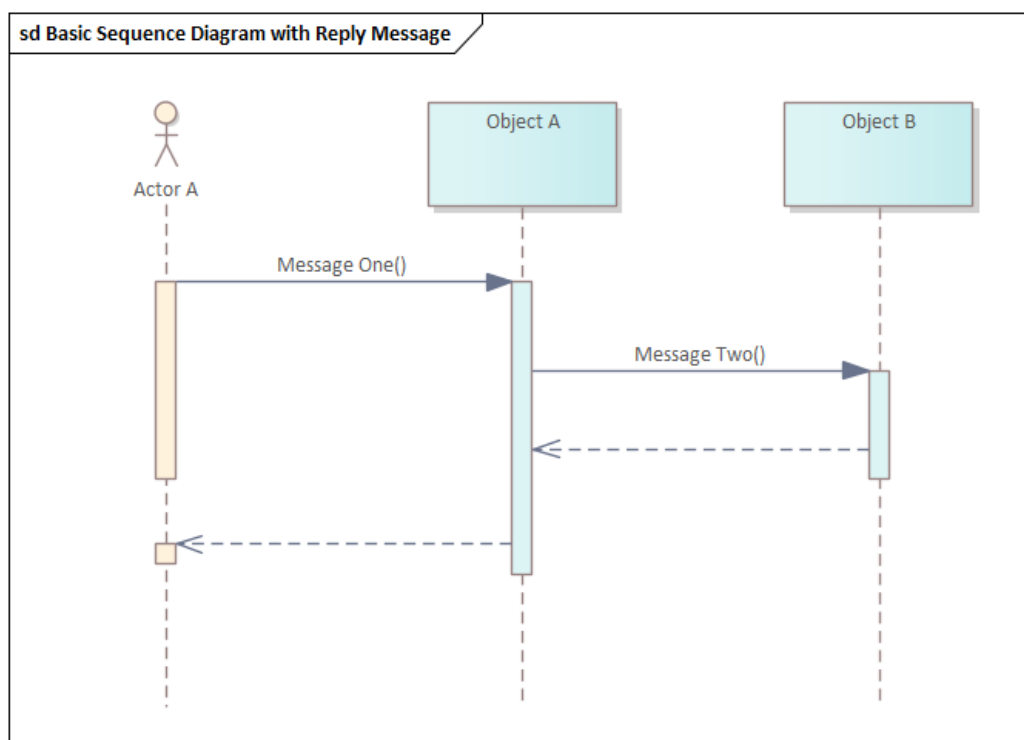 sd Basic Sequence Diagram with Reply Message
Object A
Object B
Actor A
Message One()
Message Two()